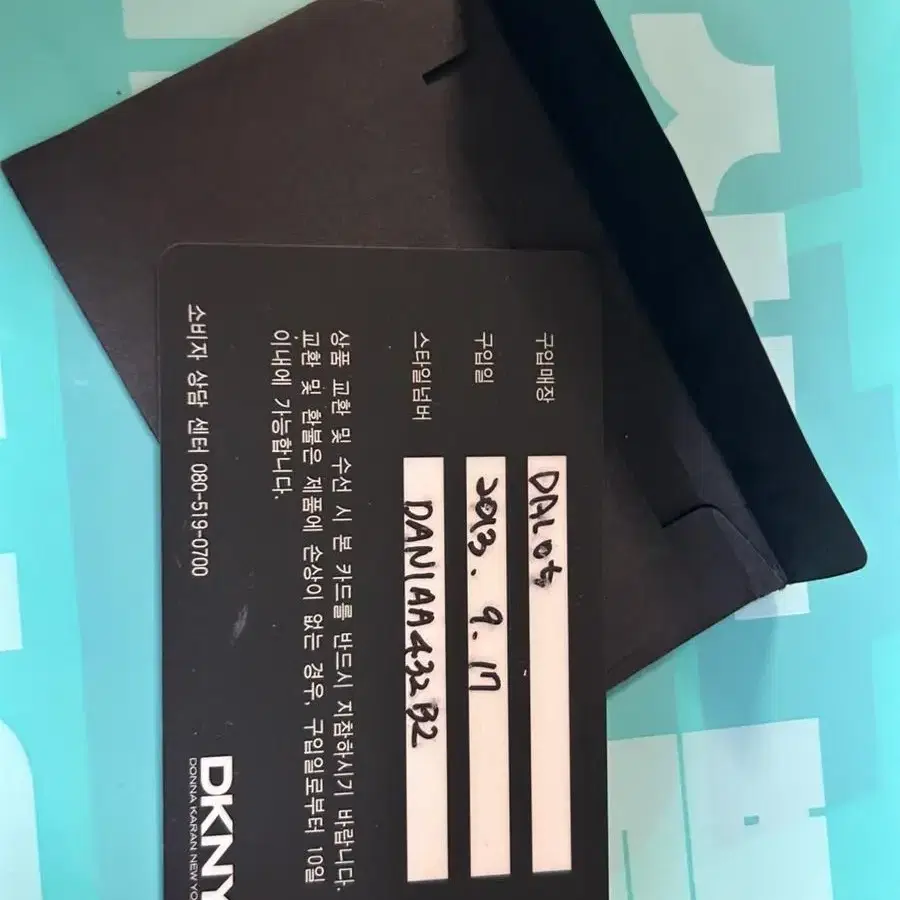 구입매장 DALot
구입일 2013. 9. 17
스타일넘버 DAN1AA432B2
상품 교환 및 수선 시 본 카드를 반드시 지참하시기 바랍니다.
교환 및 환불은 제품에 손상이 없는 경우, 구입일로부터 10일
이내에 가능합니다.
소비자 상담 센터 080-519-0700
DKNY
DONNA KARAN NEW YO